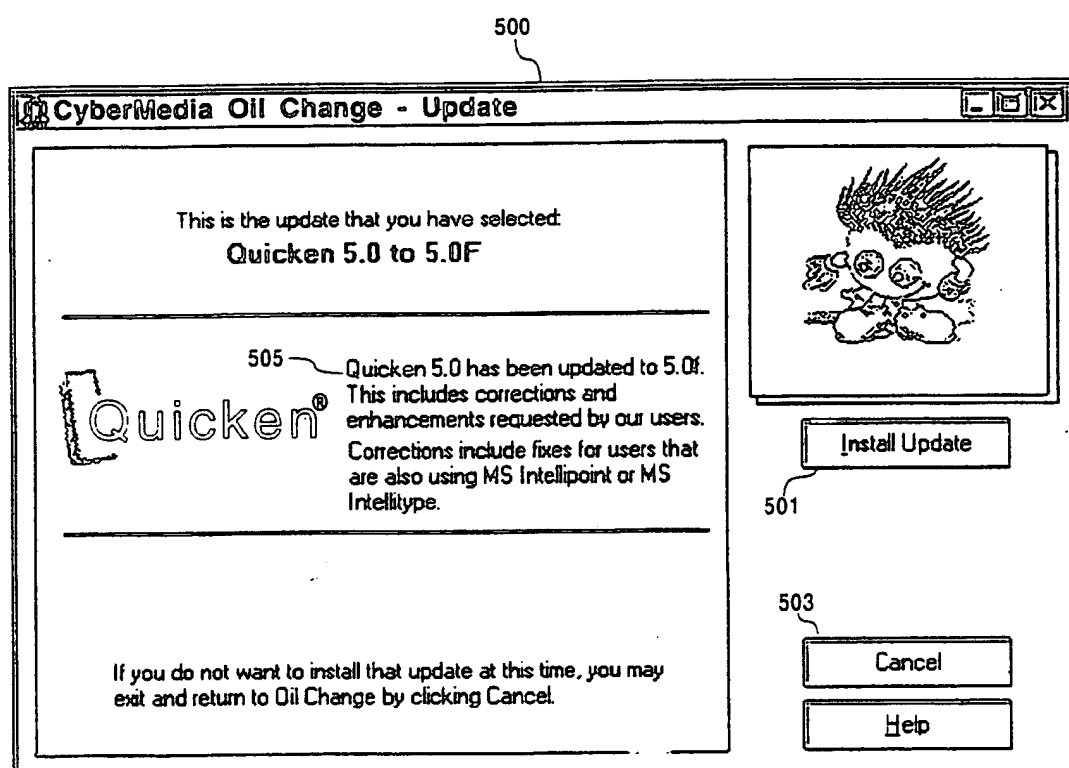 500
CyberMedia Oil Change - Update
This is the update that you have selected:
Quicken 5.0 to 5.0F
505
Quicken®
Quicken 5.0 has been updated to 5.0f.
This includes corrections and
enhancements requested by our users.
Corrections include fixes for users that
are also using MS Intellipoint or MS
Intellitype.
If you do not want to install that update at this time, you may
exit and return to Oil Change by clicking Cancel.
Install Update
501
503
Cancel
Help